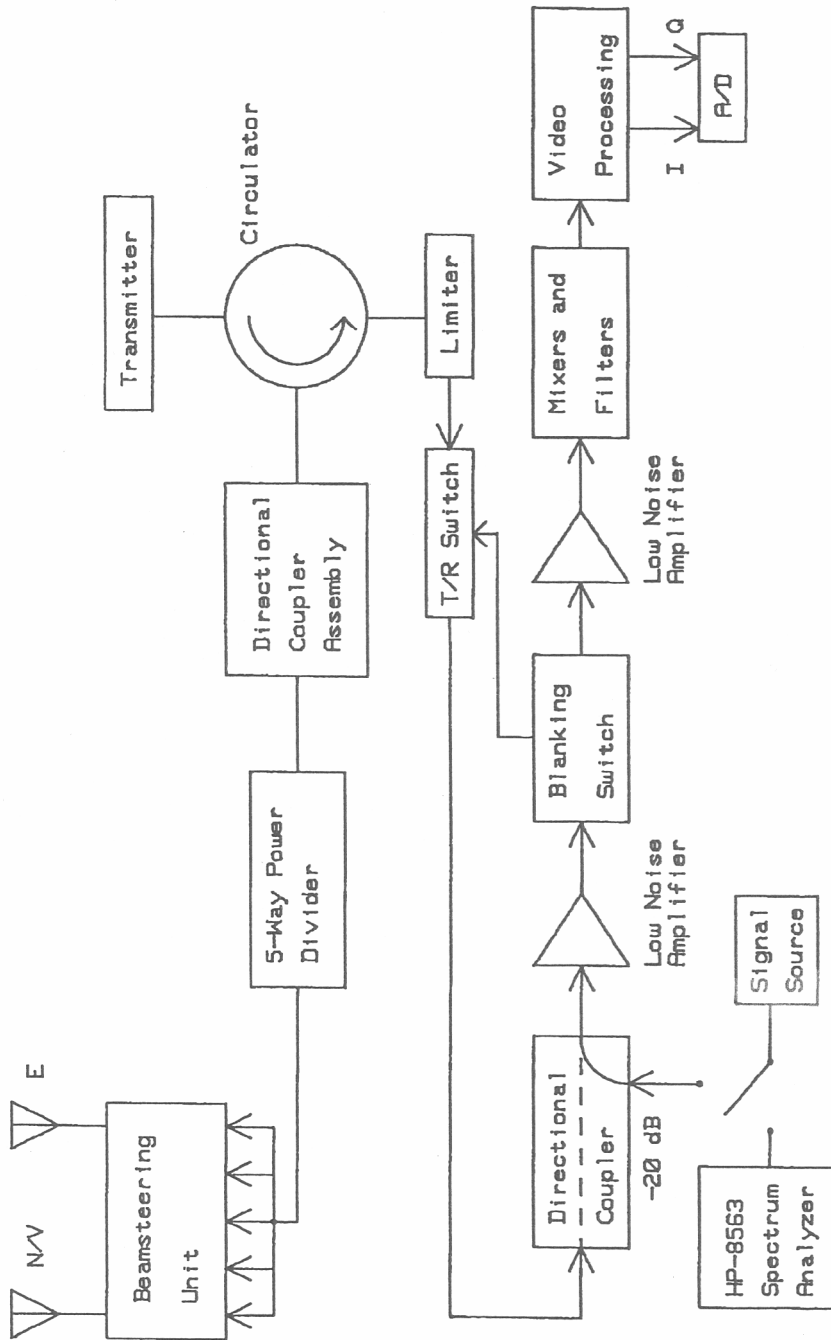 N/V
E
Beamsteering
Unit
5-Way Power
Divider
Directional
Coupler
Assembly
Transmitter
Circulator
Limiter
T/R Switch
Directional
Coupler
-20 dB
Low Noise
Amplifier
Blanking
Switch
Low Noise
Amplifier
Mixers and
Filters
Video
Processing
I
Q
A/D
HP-8563
Spectrum
Analyzer
Signal
Source